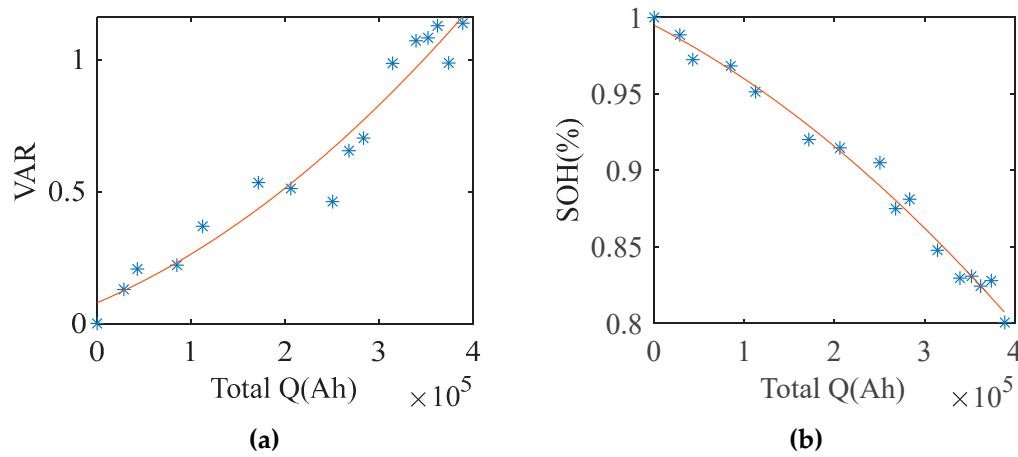 1
0.5
0
VAR
0 1 2 3 4
Total Q(Ah)
×10^5
(a)
1
0.95
0.9
0.85
0.8
SOH(%)
0 1 2 3 4
Total Q(Ah)
×10^5
(b)